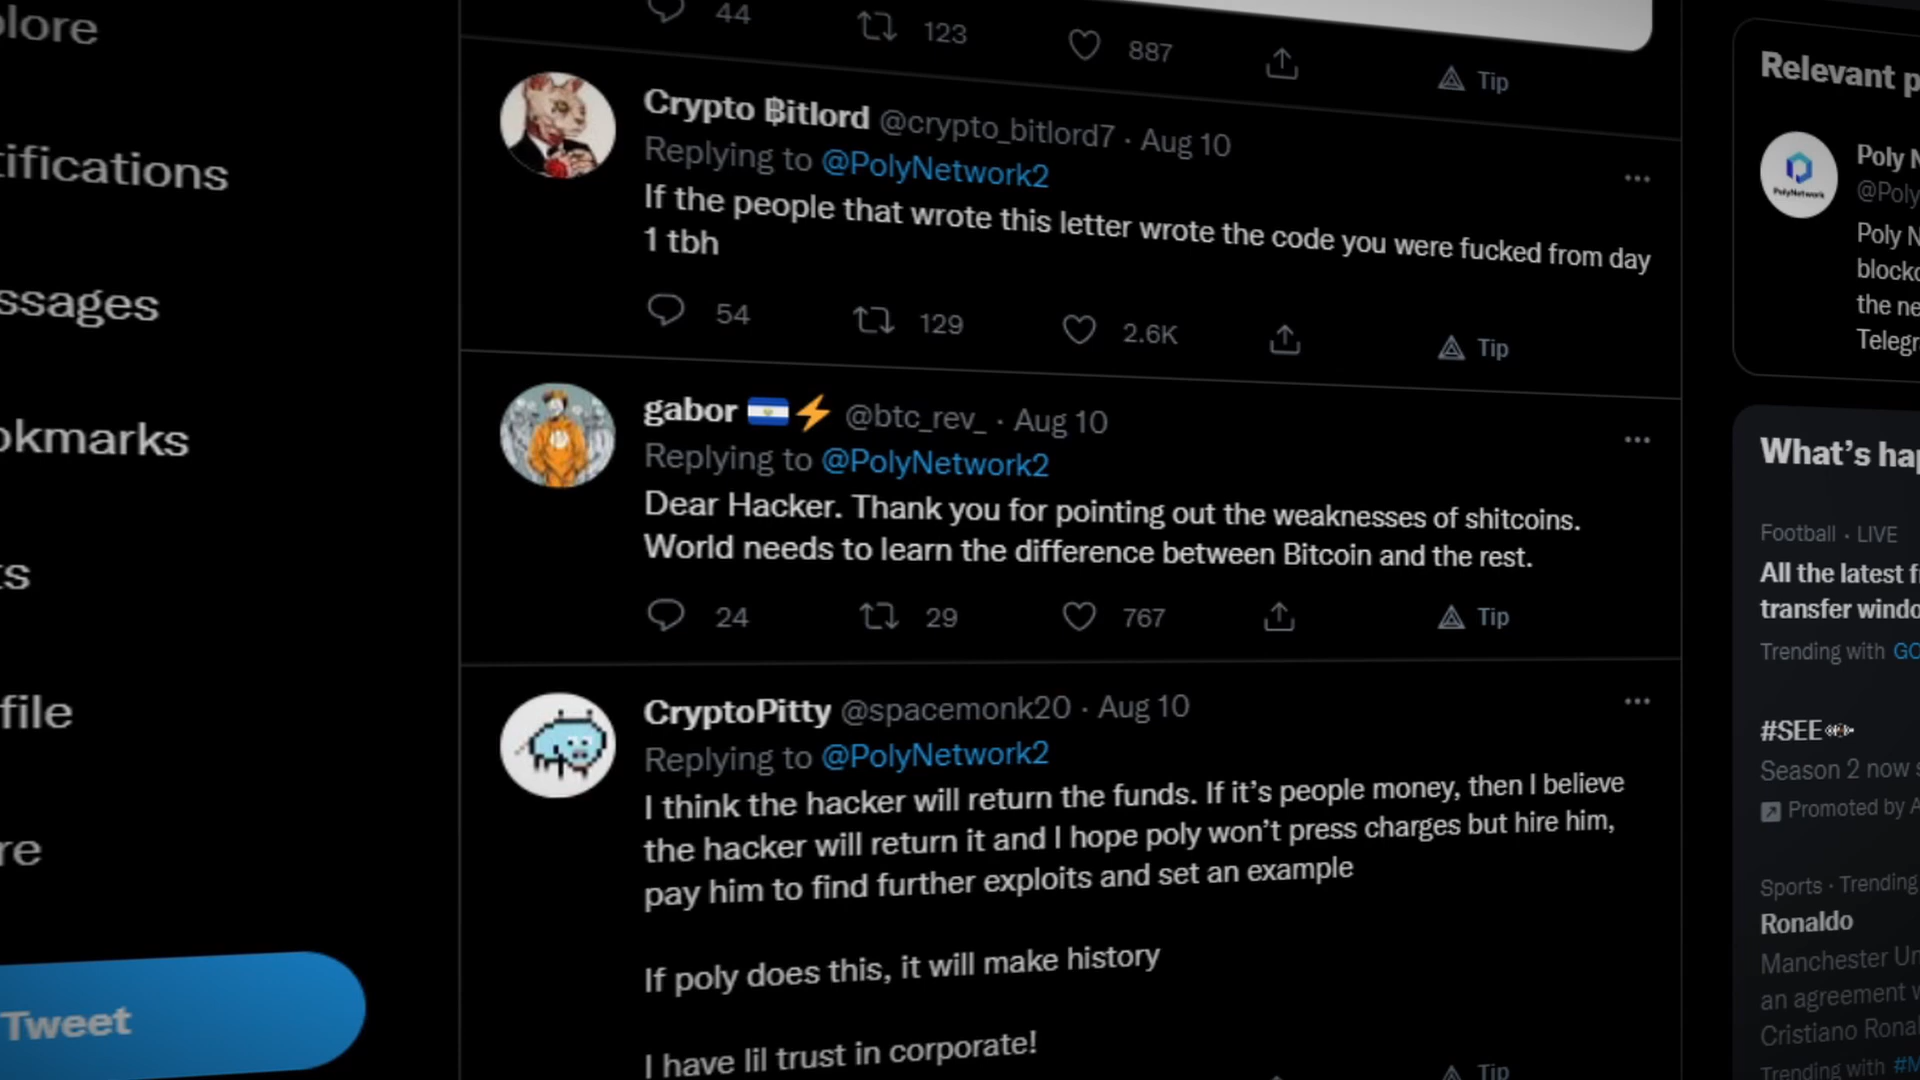 44 123 887 Tip
Crypto ₿itlord @crypto_bitlord7 · Aug 10
Replying to @PolyNetwork2
If the people that wrote this letter wrote the code you were fucked from day
1 tbh
54 129 2.6K Tip
gabor @btc_rev_ · Aug 10
Replying to @PolyNetwork2
Dear Hacker. Thank you for pointing out the weaknesses of shitcoins.
World needs to learn the difference between Bitcoin and the rest.
24 29 767 Tip
CryptoPitty @spacemonk20 · Aug 10
Replying to @PolyNetwork2
I think the hacker will return the funds. If it's people money, then I believe
the hacker will return it and I hope poly won't press charges but hire him,
pay him to find further exploits and set an example
If poly does this, it will make history
I have lil trust in corporate!
Tip
lore
tifications
ssages
okmarks
ts
file
re
Tweet
Relevant p
PolyNetwork
Poly N
@Poly
Poly N
blockc
the ne
Telegr
What's hap
Football · LIVE
All the latest f
transfer windo
Trending with GO
#SEE
Season 2 now s
Promoted by A
Sports · Trending
Ronaldo
Manchester Un
an agreement w
Cristiano Ronal
Trending with #M